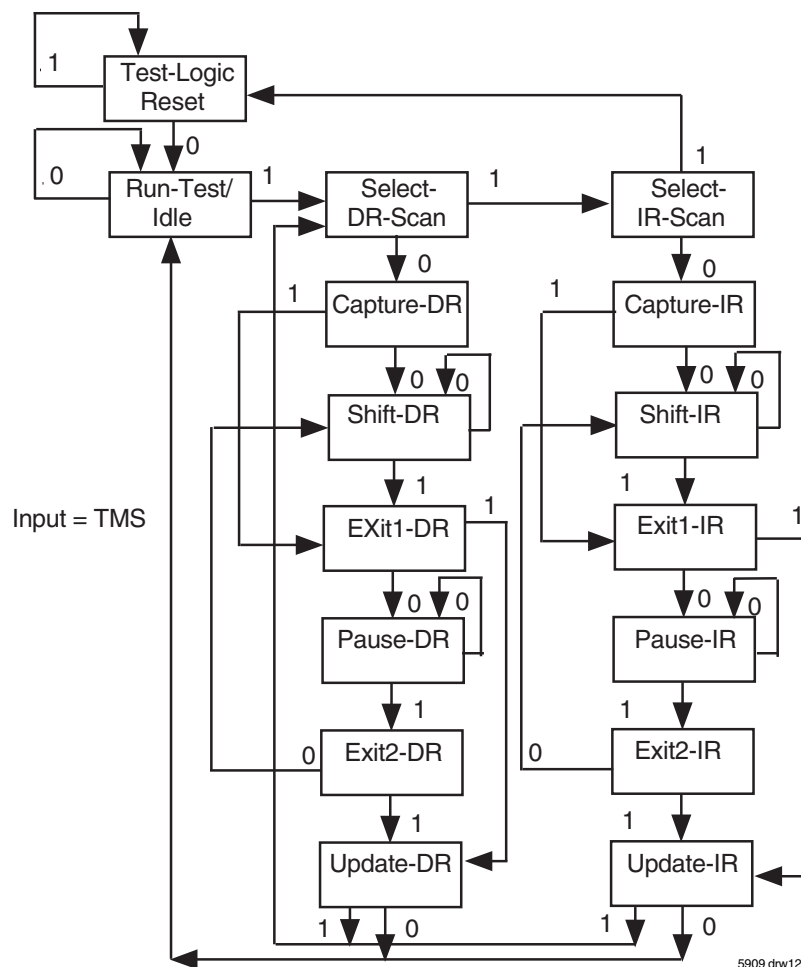 .1
Test-Logic
Reset
0
1
.0
Run-Test/
Idle
1
Select-
DR-Scan
1
Select-
IR-Scan
0
0
1
Capture-DR
1
Capture-IR
0
0
0
0
Shift-DR
Shift-IR
1
1
Input = TMS
EXit1-DR
1
Exit1-IR
1
0
0
0
0
Pause-DR
Pause-IR
1
1
0
Exit2-DR
0
Exit2-IR
1
1
Update-DR
Update-IR
1
0
1
0
5909 drw12